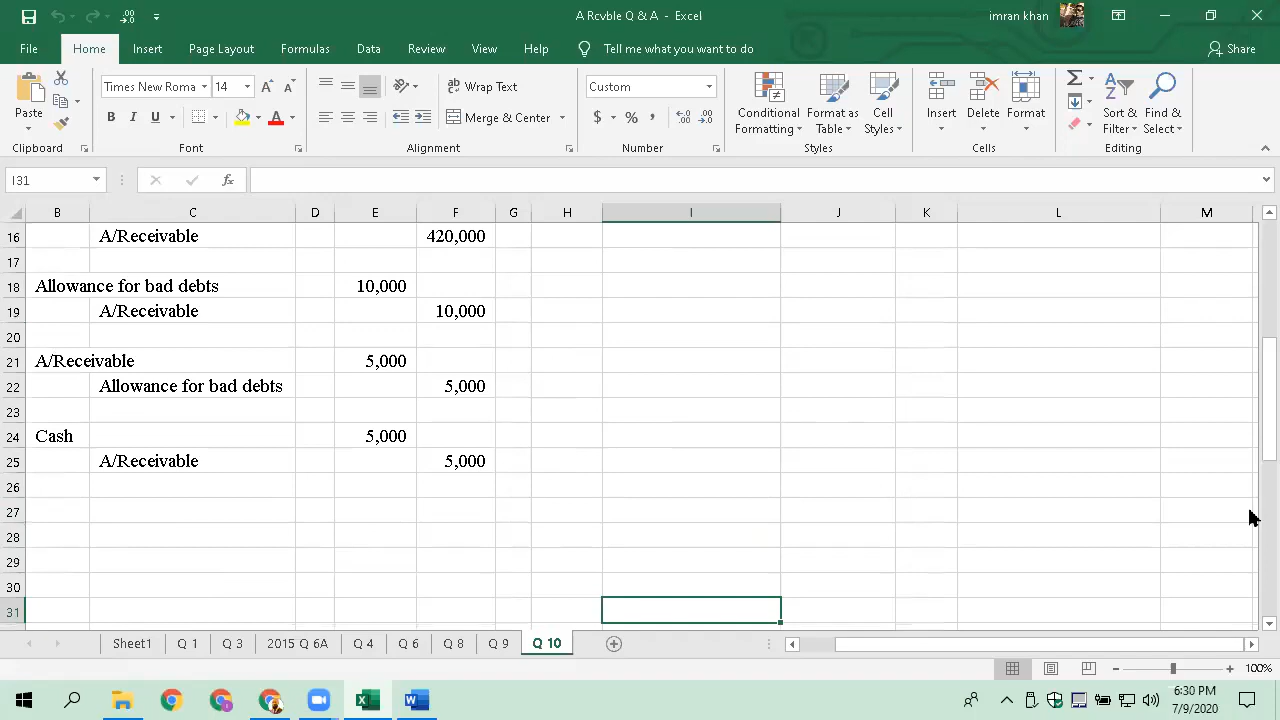 A Rcvble Q & A - Excel
imran khan
File Home Insert Page Layout Formulas Data Review View Help Tell me what you want to do Share
Paste
Times New Roma 14
B I U
Wrap Text
Merge & Center
Custom
$ % ,
Conditional Formatting
Format as Table
Cell Styles
Insert Delete Format
Sort & Filter
Find & Select
Clipboard Font Alignment Number Styles Cells Editing
I31 fx
B C D E F G H I J K L M
16 A/Receivable 420,000
17
18 Allowance for bad debts 10,000
19 A/Receivable 10,000
20
21 A/Receivable 5,000
22 Allowance for bad debts 5,000
23
24 Cash 5,000
25 A/Receivable 5,000
26
27
28
29
30
31
Sheet1 Q 1 Q 3 2015 Q 6A Q 4 Q 6 Q 8 Q 9 Q 10
100%
6:30 PM
7/9/2020